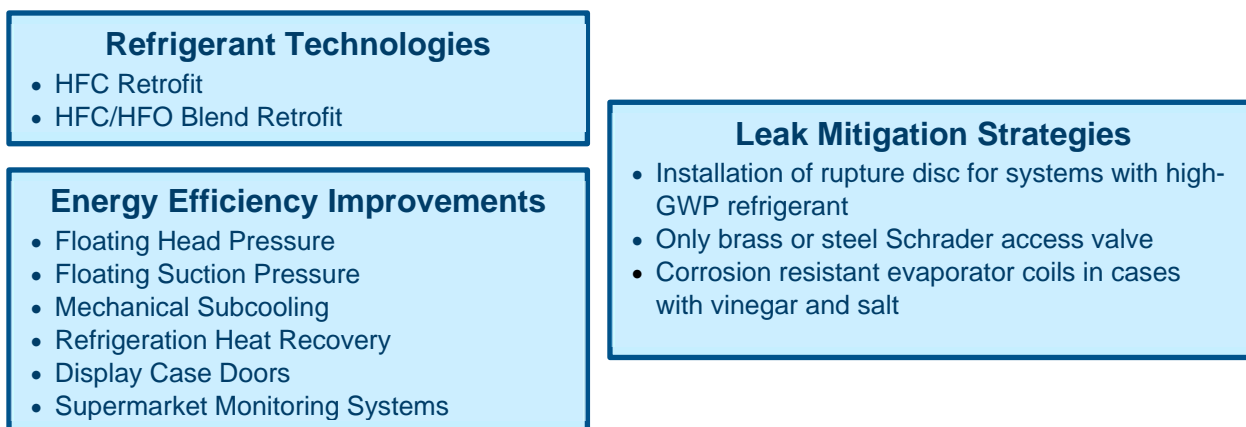 Refrigerant Technologies
• HFC Retrofit
• HFC/HFO Blend Retrofit
Energy Efficiency Improvements
• Floating Head Pressure
• Floating Suction Pressure
• Mechanical Subcooling
• Refrigeration Heat Recovery
• Display Case Doors
• Supermarket Monitoring Systems
Leak Mitigation Strategies
• Installation of rupture disc for systems with high-
GWP refrigerant
• Only brass or steel Schrader access valve
• Corrosion resistant evaporator coils in cases
with vinegar and salt